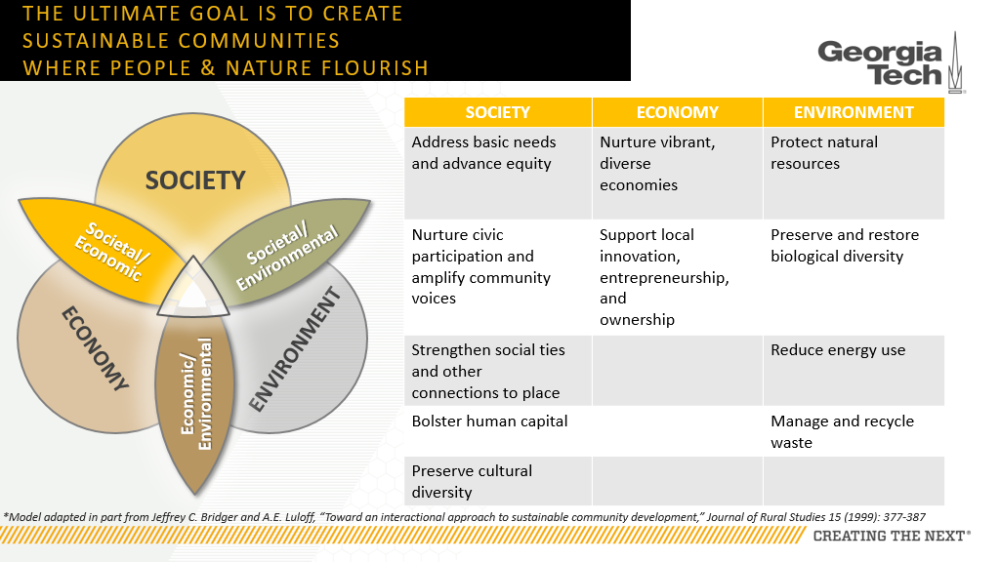 THE ULTIMATE GOAL IS TO CREATE
SUSTAINABLE COMMUNITIES
WHERE PEOPLE & NATURE FLOURISH
Georgia
Tech
SOCIETY
Societal/
Economic
Societal/
Environmental
ECONOMY
ENVIRONMENT
Economic/
Environmental
SOCIETY ECONOMY ENVIRONMENT
Address basic needs
and advance equity
Nurture vibrant,
diverse
economies
Protect natural
resources
Nurture civic
participation and
amplify community
voices
Support local
innovation,
entrepreneurship,
and
ownership
Preserve and restore
biological diversity
Strengthen social ties
and other
connections to place
Reduce energy use
Bolster human capital
Manage and recycle
waste
Preserve cultural
diversity
*Model adapted in part from Jeffrey C. Bridger and A.E. Luloff, “Toward an interactional approach to sustainable community development,” Journal of Rural Studies 15 (1999): 377-387
CREATING THE NEXT®